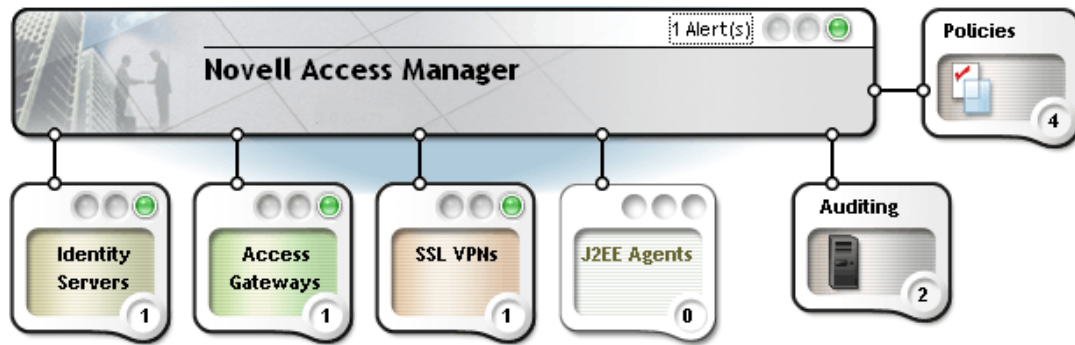 1 Alert(s)
Novell Access Manager
Policies
4
Identity
Servers
1
Access
Gateways
1
SSL VPNs
1
J2EE Agents
0
Auditing
2